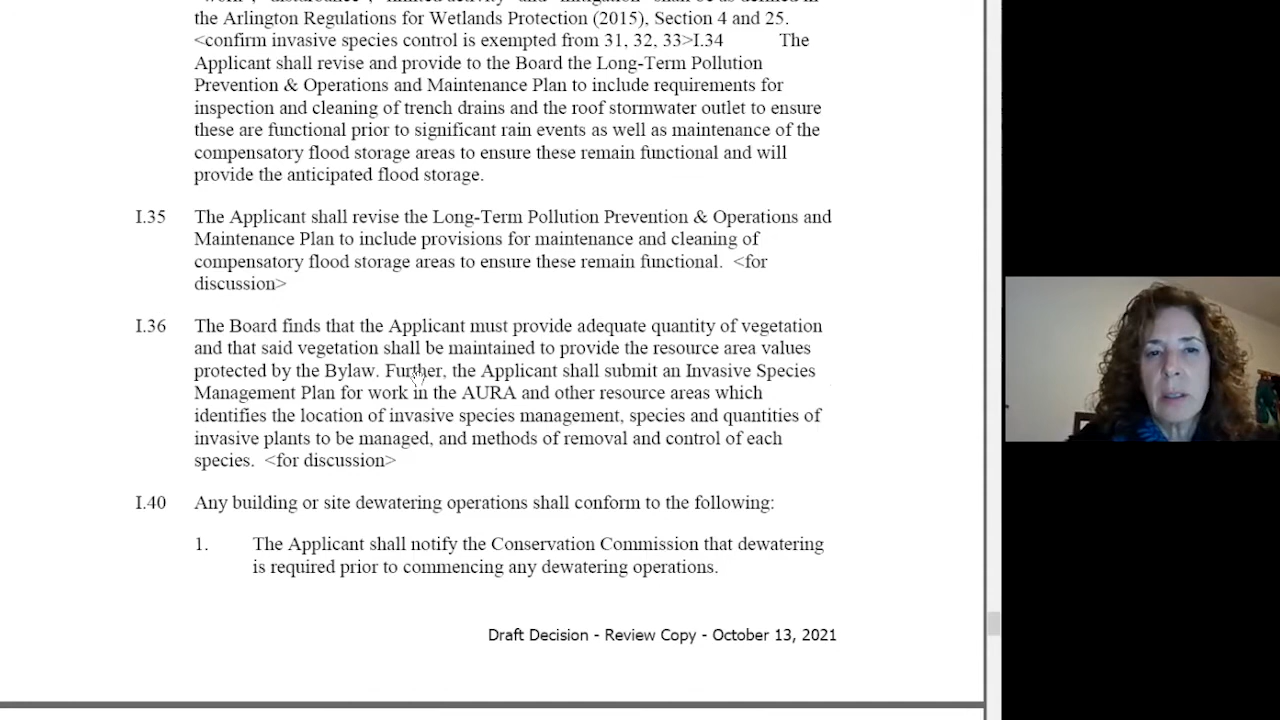 "work", "disturbance", "limited activity" and "mitigation" shall be as defined in
the Arlington Regulations for Wetlands Protection (2015), Section 4 and 25.
<confirm invasive species control is exempted from 31, 32, 33>I.34 The
Applicant shall revise and provide to the Board the Long-Term Pollution
Prevention & Operations and Maintenance Plan to include requirements for
inspection and cleaning of trench drains and the roof stormwater outlet to ensure
these are functional prior to significant rain events as well as maintenance of the
compensatory flood storage areas to ensure these remain functional and will
provide the anticipated flood storage.
I.35 The Applicant shall revise the Long-Term Pollution Prevention & Operations and
Maintenance Plan to include provisions for maintenance and cleaning of
compensatory flood storage areas to ensure these remain functional. <for
discussion>
I.36 The Board finds that the Applicant must provide adequate quantity of vegetation
and that said vegetation shall be maintained to provide the resource area values
protected by the Bylaw. Further, the Applicant shall submit an Invasive Species
Management Plan for work in the AURA and other resource areas which
identifies the location of invasive species management, species and quantities of
invasive plants to be managed, and methods of removal and control of each
species. <for discussion>
I.40 Any building or site dewatering operations shall conform to the following:
1. The Applicant shall notify the Conservation Commission that dewatering
is required prior to commencing any dewatering operations.
Draft Decision - Review Copy - October 13, 2021